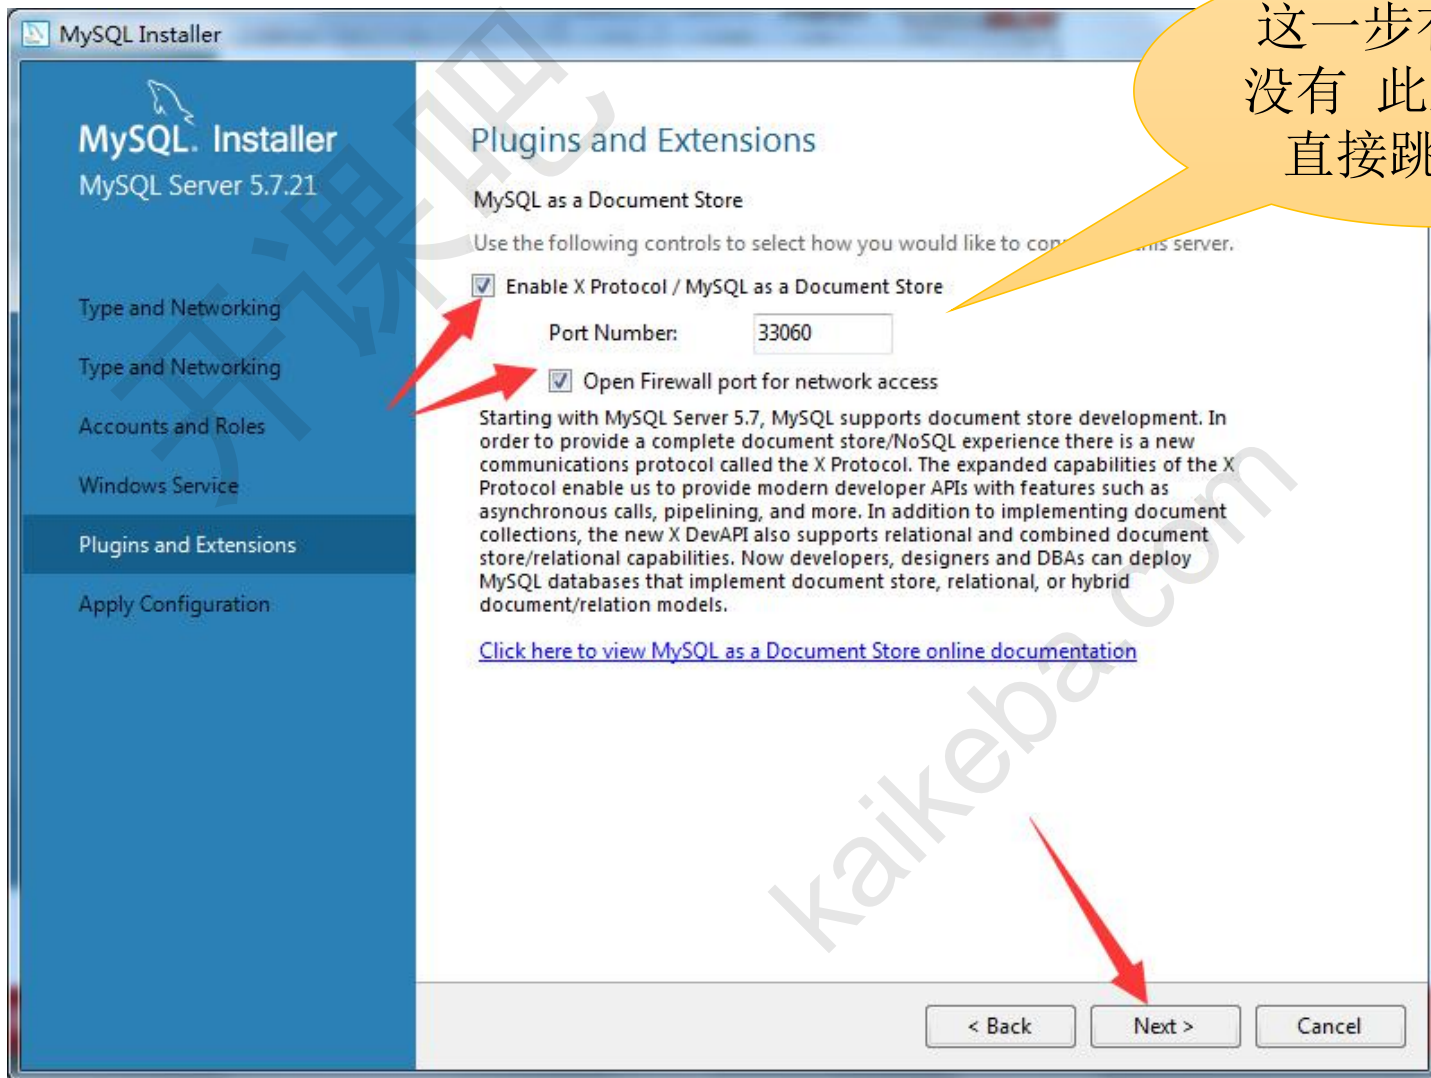 MySQL Installer
这一步
没有 此
直接跳
MySQL. Installer
MySQL Server 5.7.21
Type and Networking
Type and Networking
Accounts and Roles
Windows Service
Plugins and Extensions
Apply Configuration
Plugins and Extensions
MySQL as a Document Store
Use the following controls to select how you would like to this server.
Enable X Protocol / MySQL as a Document Store
Port Number: 33060
Open Firewall port for network access
Starting with MySQL Server 5.7, MySQL supports document store development. In
order to provide a complete document store/NoSQL experience there is a new
communications protocol called the X Protocol. The expanded capabilities of the X
Protocol enable us to provide modern developer APIs with features such as
asynchronous calls, pipelining, and more. In addition to implementing document
collections, the new X DevAPI also supports relational and combined document
store/relational capabilities. Now developers, designers and DBAs can deploy
MySQL databases that implement document store, relational, or hybrid
document/relation models.
Click here to view MySQL as a Document Store online documentation
< Back Next > Cancel
开课吧
kaikeba.com